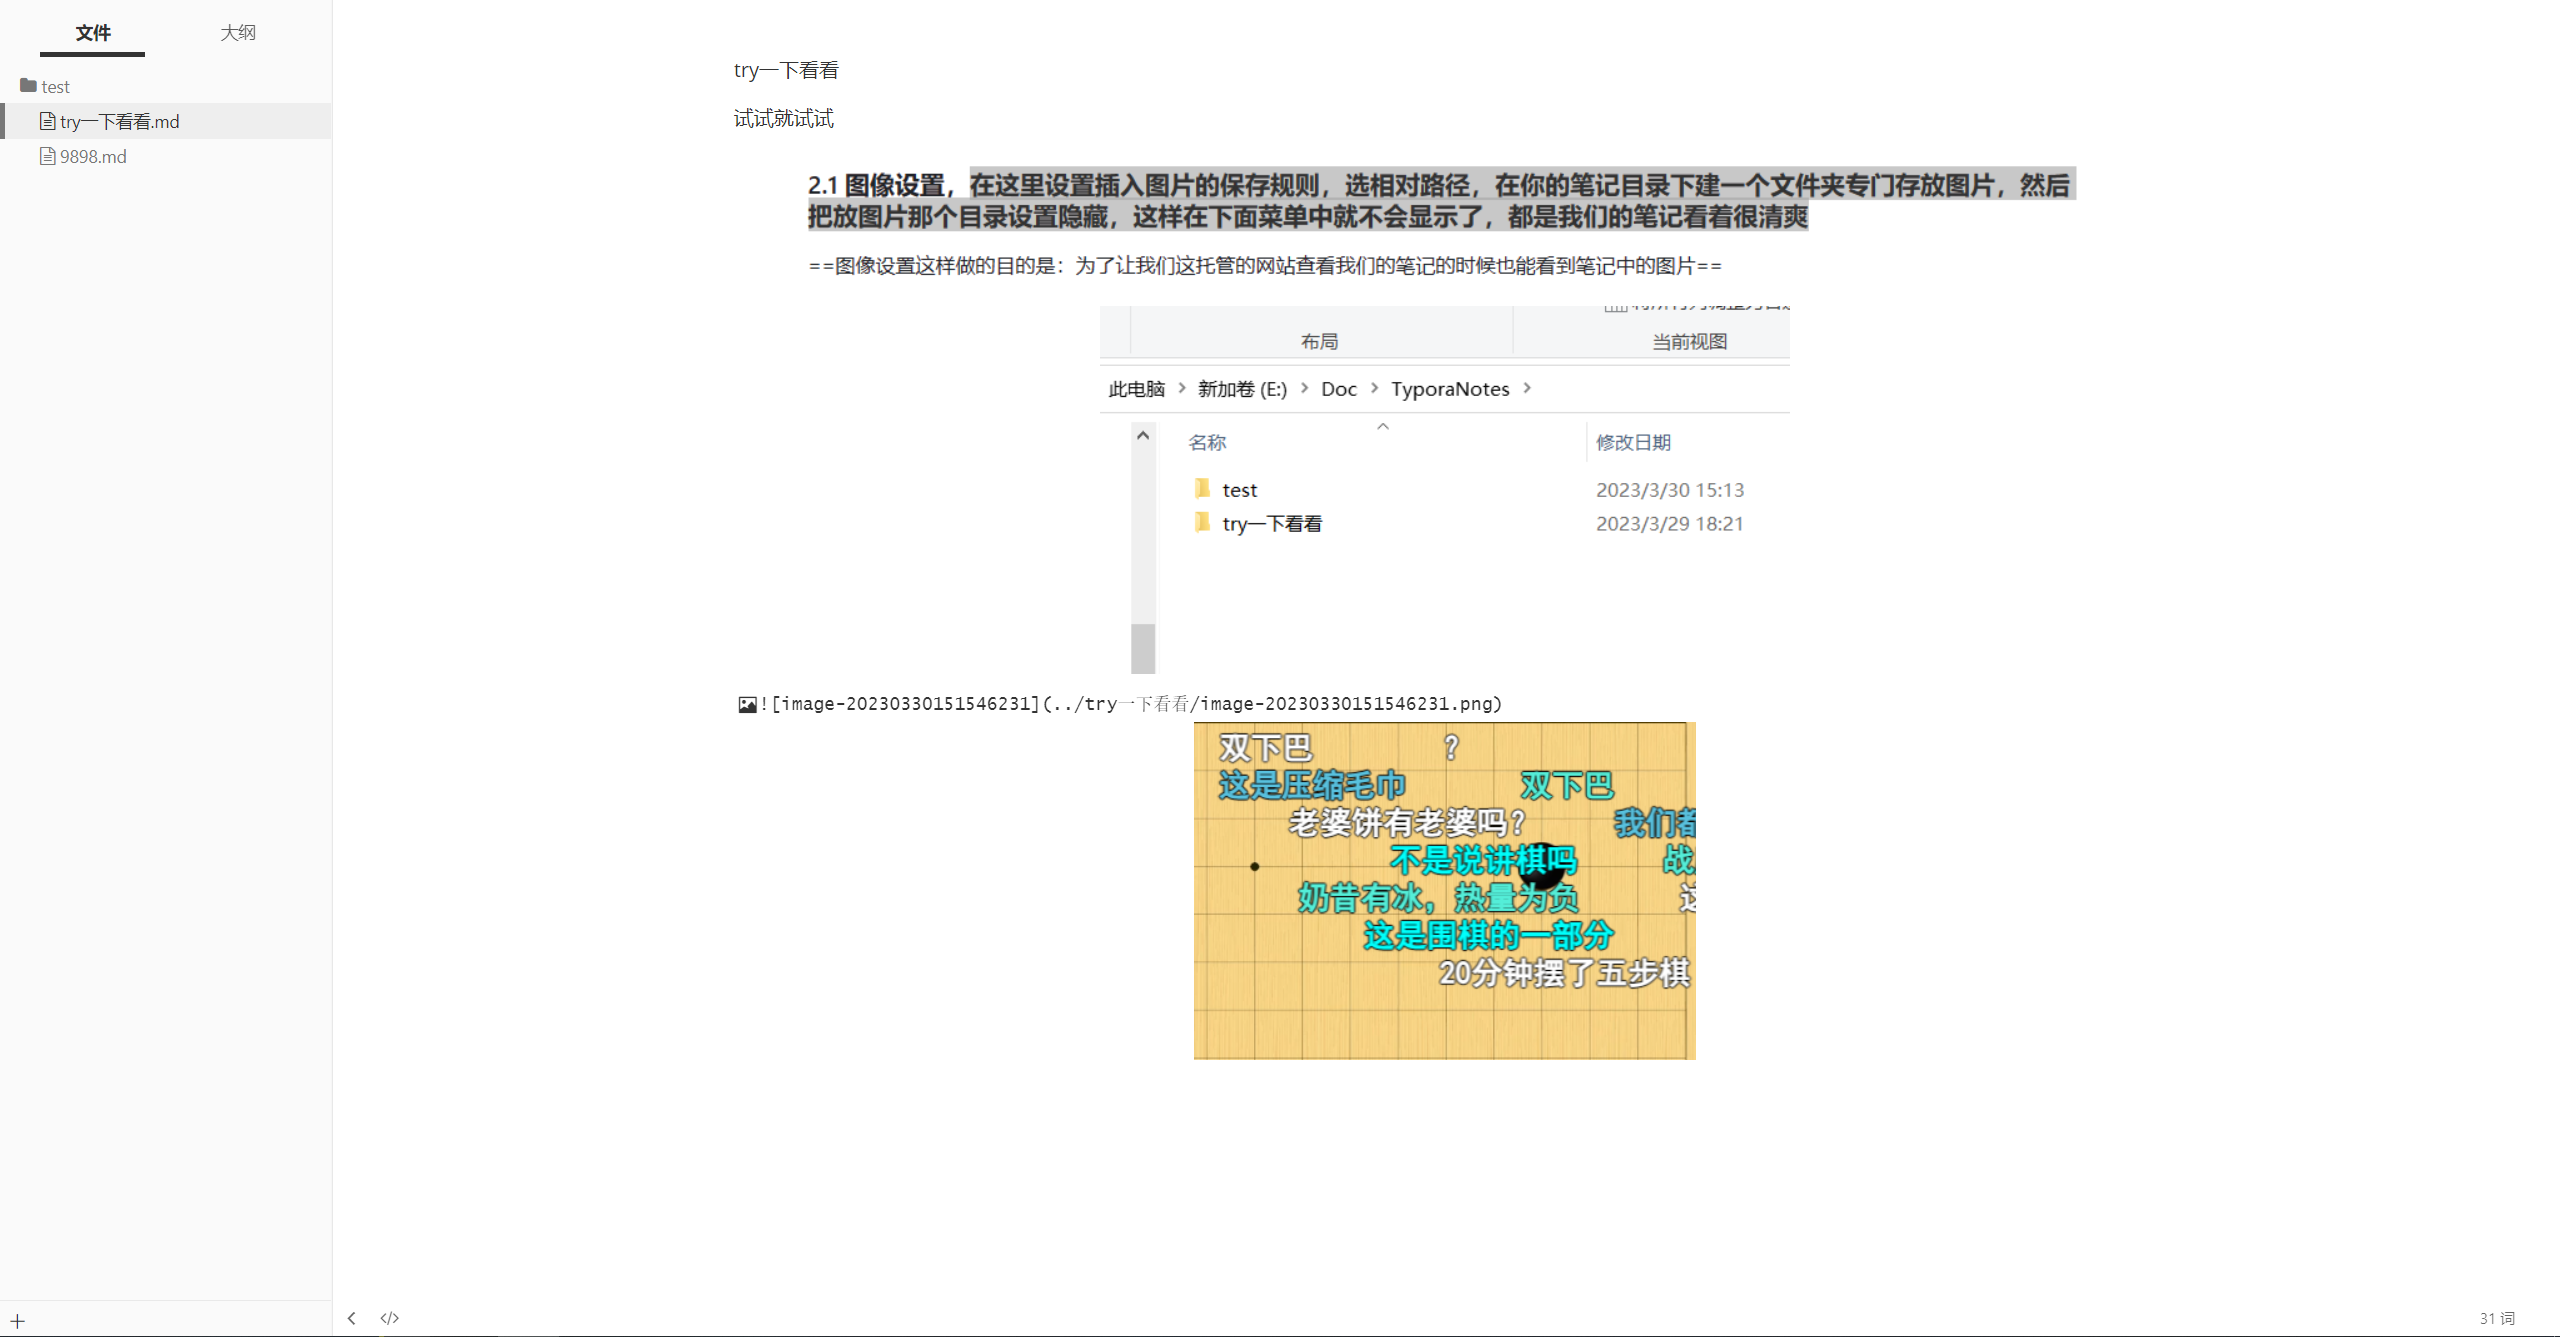 文件 大纲
test
try一下看看.md
9898.md
try一下看看
试试就试试
2.1 图像设置，在这里设置插入图片的保存规则，选相对路径，在你的笔记目录下建一个文件夹专门存放图片，然后
把放图片那个目录设置隐藏，这样在下面菜单中就不会显示了，都是我们的笔记看着很清爽
==图像设置这样做的目的是：为了让我们这托管的网站查看我们的笔记的时候也能看到笔记中的图片==
布局 当前视图
此电脑 > 新加卷 (E:) > Doc > TyporaNotes >
名称 修改日期
test 2023/3/30 15:13
try一下看看 2023/3/29 18:21
![image-20230330151546231](../try一下看看/image-20230330151546231.png)
双下巴 ？
这是压缩毛巾 双下巴
老婆饼有老婆吗？ 我们都
不是说讲棋吗 战
奶昔有冰，热量为负
这是围棋的一部分
20分钟摆了五步棋
31 词